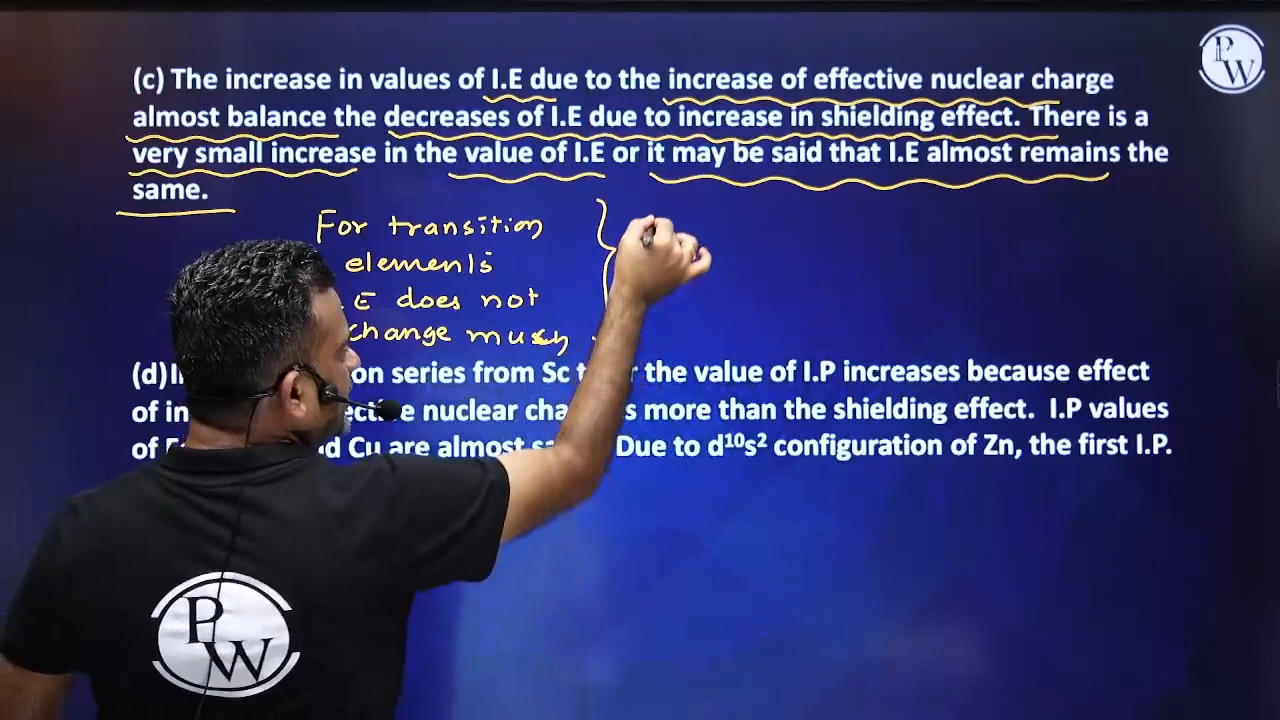 PW
(c) The increase in values of I.E due to the increase of effective nuclear charge
almost balance the decreases of I.E due to increase in shielding effect. There is a
very small increase in the value of I.E or it may be said that I.E almost remains the
same.
For transition
elements
E does not
change much
(d) on series from Sc the value of I.P increases because effect
of nuclear more than the shielding effect. I.P values
of Cu are almost Due to d¹⁰s² configuration of Zn, the first I.P.
PW